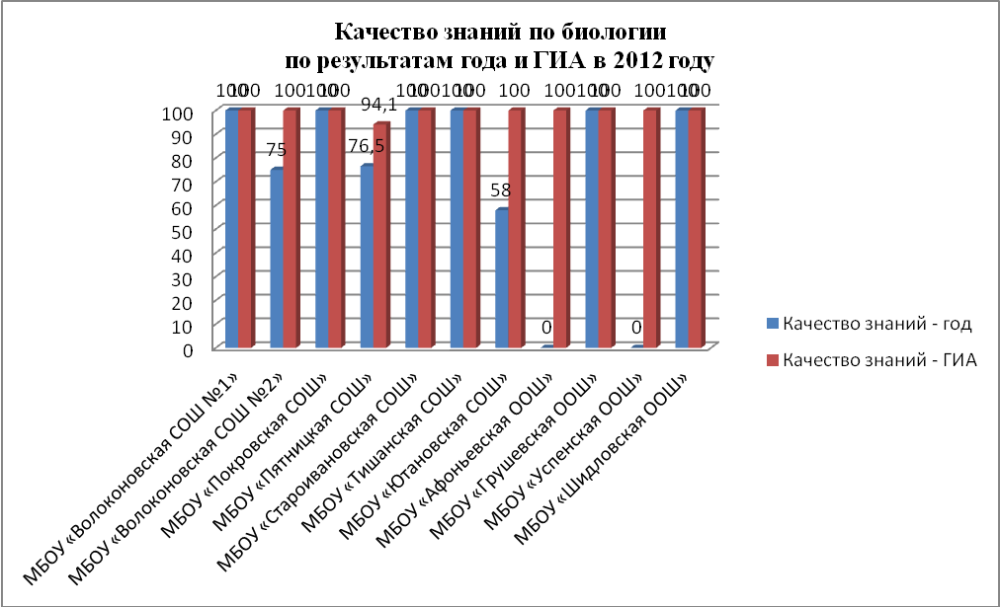 Качество знаний по биологии
по результатам года и ГИА в 2012 году
100 100 75 100 100 100 76,5 94,1 100 100 100 100 58 100 0 100 100 100 0 100 100 100
100
90
80
70
60
50
40
30
20
10
0
Качество знаний - год
Качество знаний - ГИА
МБОУ «Волоконовская СОШ №1»
МБОУ «Волоконовская СОШ №2»
МБОУ «Покровская СОШ»
МБОУ «Пятницкая СОШ»
МБОУ «Староивановская СОШ»
МБОУ «Тишанская СОШ»
МБОУ «Ютановская СОШ»
МБОУ «Афоньевская ООШ»
МБОУ «Грушевская ООШ»
МБОУ «Успенская ООШ»
МБОУ «Шидловская ООШ»